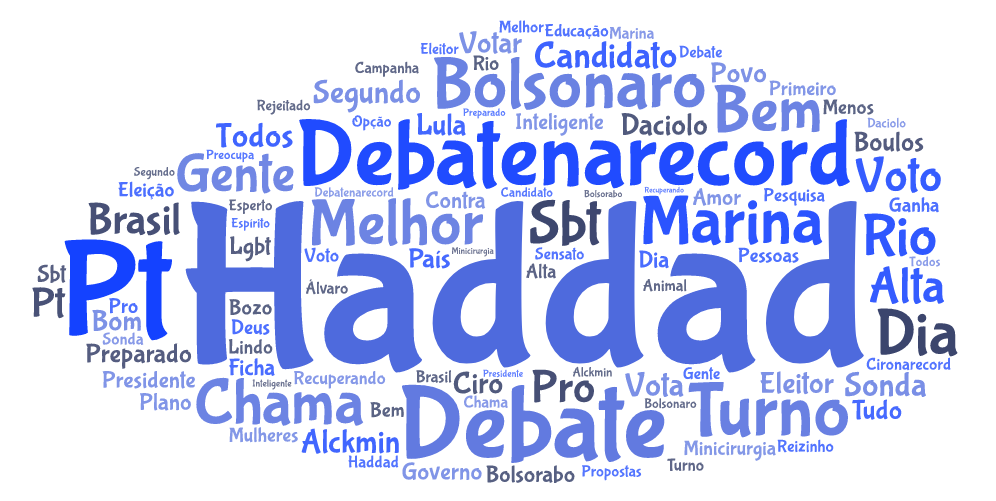 Melhor Educação Marina
Eleitor Votar Candidato Debate
Campanha Rio Bolsonaro Povo
Rejeitado Segundo Preparado Bem Primeiro Menos
Opção Lula Inteligente Daciolo Daciolo
Todos Debatenarecord Boulos
Preocupa
Segundo Gente Voto
Eleição Debatenarecord Contra Candidato Bolsorabo Recuperando Amor Pesquisa
Brasil Esperto Melhor Sbt Marina Ganha
Espírito Rio
Lgbt Voto País Minicirurgia Sensato Dia Pessoas Todos
Sbt Pt Haddad Alta Alta
Pt Pro Álvaro Animal
Bom Bozo Dia
Sonda Deus
Preparado Lindo
Ficha Cironarecord
Presidente Inteligente Recuperando Brasil Ciro Presidente Pro Alckmin Vota Gente Eleitor Sonda
Plano Chama Bem Chama Debate Bolsonaro Turno Tudo
Mulheres Alckmin Minicirurgia Reizinho
Haddad Governo Bolsorabo Propostas Turno